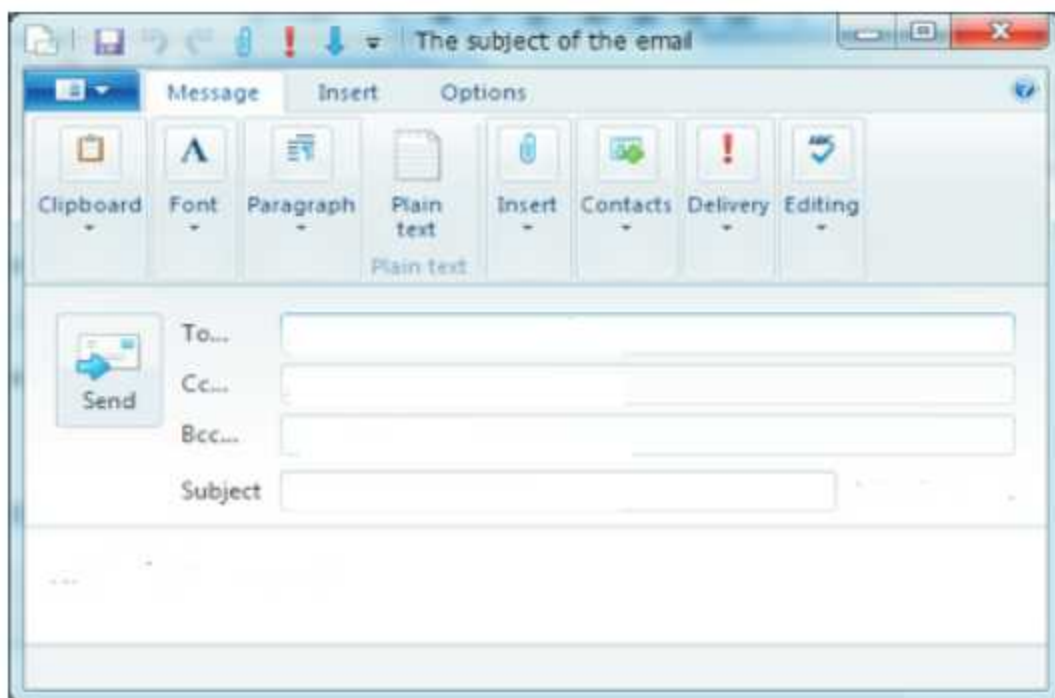 The subject of the email
Message Insert Options
Clipboard Font Paragraph Plain text Insert Contacts Delivery Editing
Plain text
Send
To...
Cc...
Bcc...
Subject